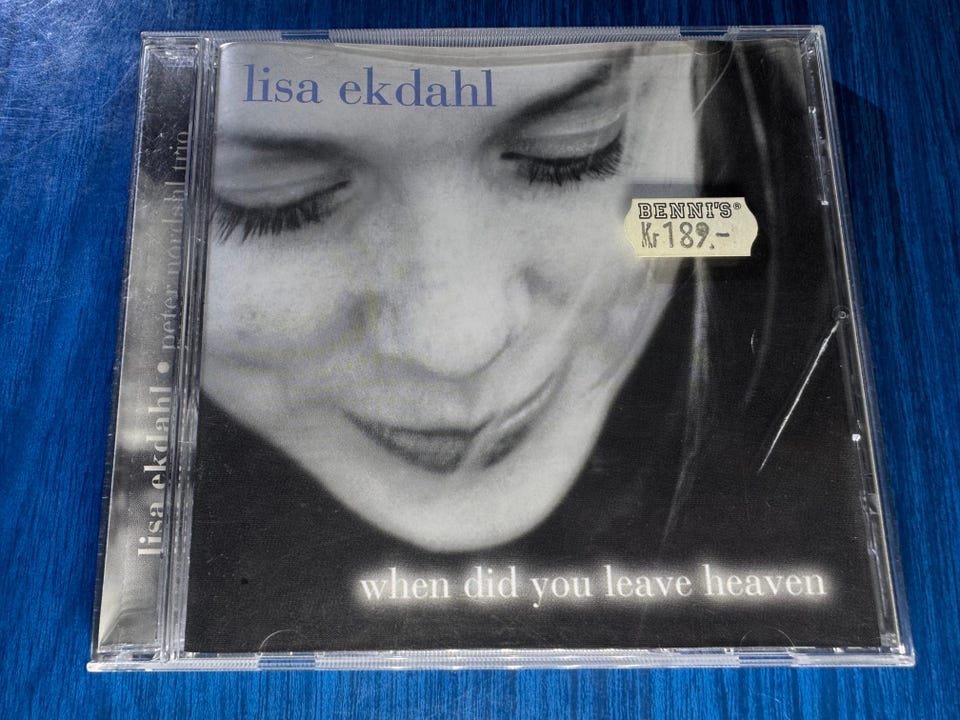 lisa ekdahl
BENNI'S®
Kr 189.-
when did you leave heaven
lisa ekdahl • peter nordahl trio